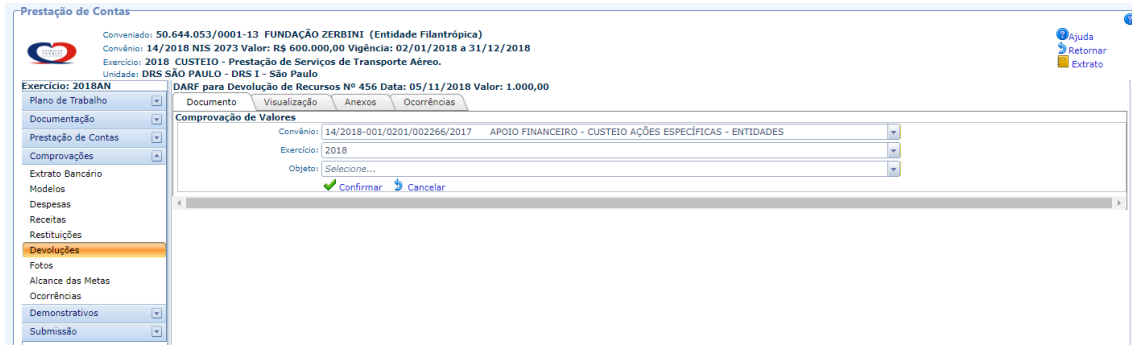 Prestação de Contas
Conveniado: 50.644.053/0001-13 FUNDAÇÃO ZERBINI (Entidade Filantrópica)
Convênio: 14/2018 NIS 2073 Valor: R$ 600.000,00 Vigência: 02/01/2018 a 31/12/2018
Exercício: 2018 CUSTEIO - Prestação de Serviços de Transporte Aéreo.
Unidade: DRS SÃO PAULO - DRS I - São Paulo
Ajuda
Retornar
Extrato
Exercício: 2018AN
Plano de Trabalho
Documentação
Prestação de Contas
Comprovações
Extrato Bancário
Modelos
Despesas
Receitas
Restituições
Devoluções
Fotos
Alcance das Metas
Ocorrências
Demonstrativos
Submissão
DARF para Devolução de Recursos Nº 456 Data: 05/11/2018 Valor: 1.000,00
Documento Visualização Anexos Ocorrências
Comprovação de Valores
Convênio: 14/2018-001/0201/002266/2017 APOIO FINANCEIRO - CUSTEIO AÇÕES ESPECÍFICAS - ENTIDADES
Exercício: 2018
Objeto: Selecione...
Confirmar Cancelar